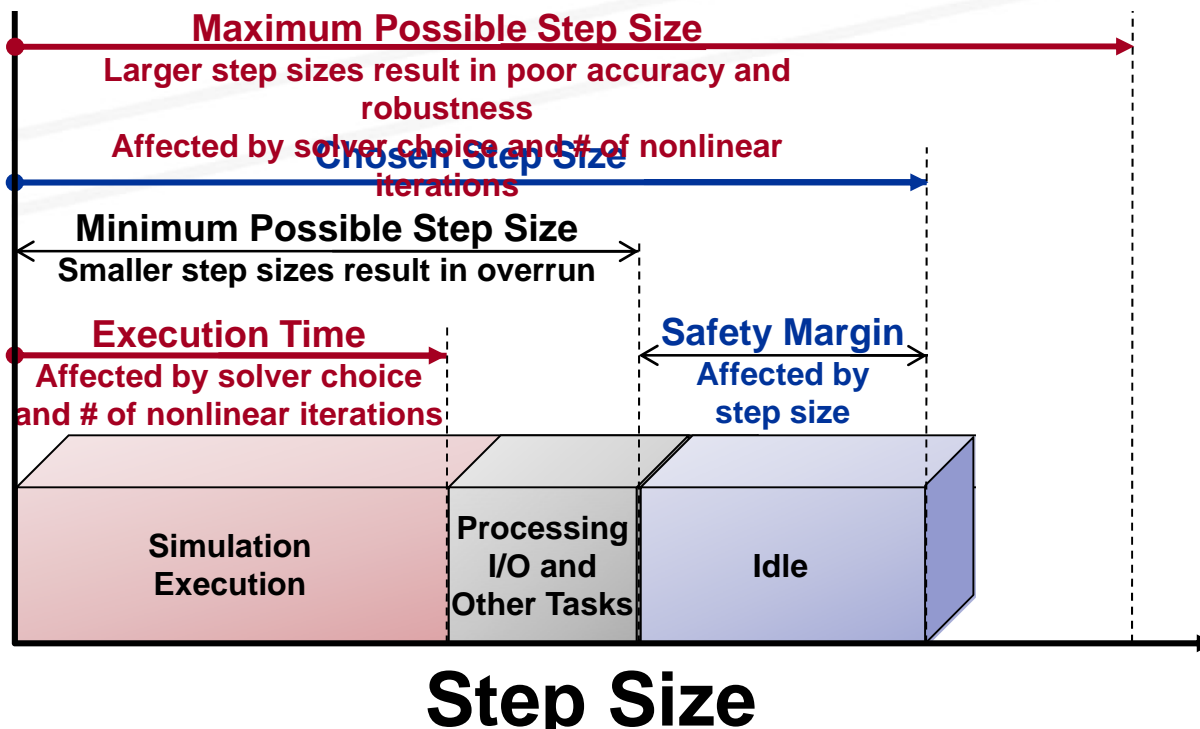 Maximum Possible Step Size
Larger step sizes result in poor accuracy and
robustness
Affected by solver choice and # of nonlinear
iterations
Chosen Step Size
Minimum Possible Step Size
Smaller step sizes result in overrun
Execution Time
Affected by solver choice
and # of nonlinear iterations
Safety Margin
Affected by
step size
Simulation
Execution
Processing
I/O and
Other Tasks
Idle
Step Size